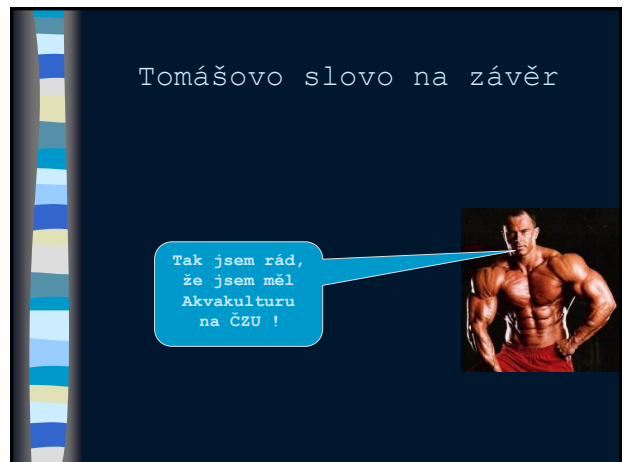 Tomášovo slovo na závěr
Tak jsem rád,
že jsem měl
Akvakulturu
na ČZU !